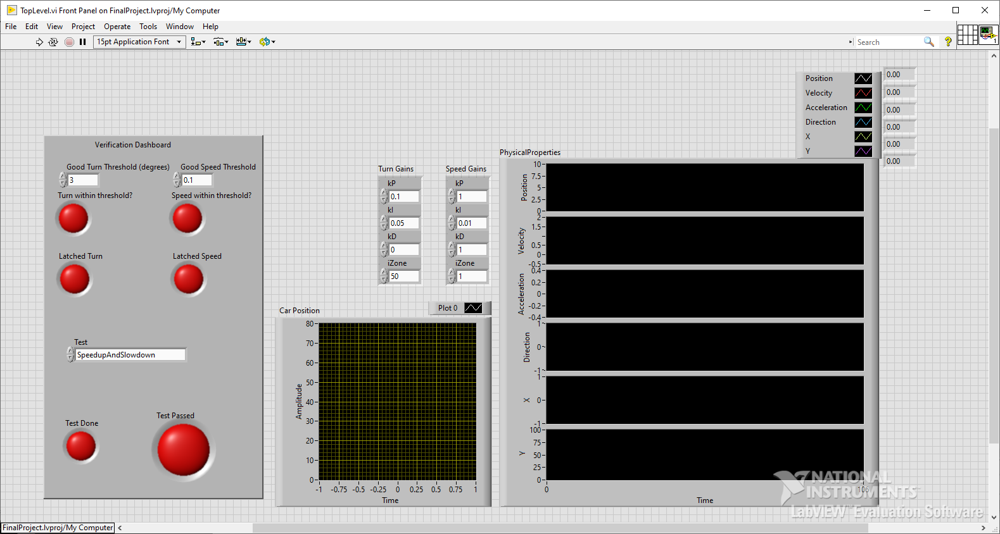 TopLevel.vi Front Panel on FinalProject.lvproj/My Computer
File Edit View Project Operate Tools Window Help
15pt Application Font
Search
?
1
Position 0.00
Velocity 0.00
Acceleration 0.00
Direction 0.00
X 0.00
Y 0.00
Verification Dashboard
Good Turn Threshold (degrees) Good Speed Threshold
3 0.1
Turn within threshold? Speed within threshold?
Latched Turn Latched Speed
Test
SpeedupAndSlowdown
Test Done Test Passed
Turn Gains
kP
0.1
kI
0.05
kD
0
iZone
50
Speed Gains
kP
1
kI
0.01
kD
1
iZone
1
Car Position
Plot 0
Amplitude
80
70
60
50
40
30
20
10
0
-1 -0.75 -0.5 -0.25 0 0.25 0.5 0.75 1
Time
PhysicalProperties
Position
10
7.5
5
2.5
0
Velocity
2
1.5
0.5
0
-0.5
Acceleration
0.4
0.2
0
-0.2
-0.4
Direction
1
0
-1
X
1
0
-1
Y
100
75
50
25
0
0 106
Time
NATIONAL
INSTRUMENTS™
LabVIEW™ Evaluation Software
FinalProject.lvproj/My Computer